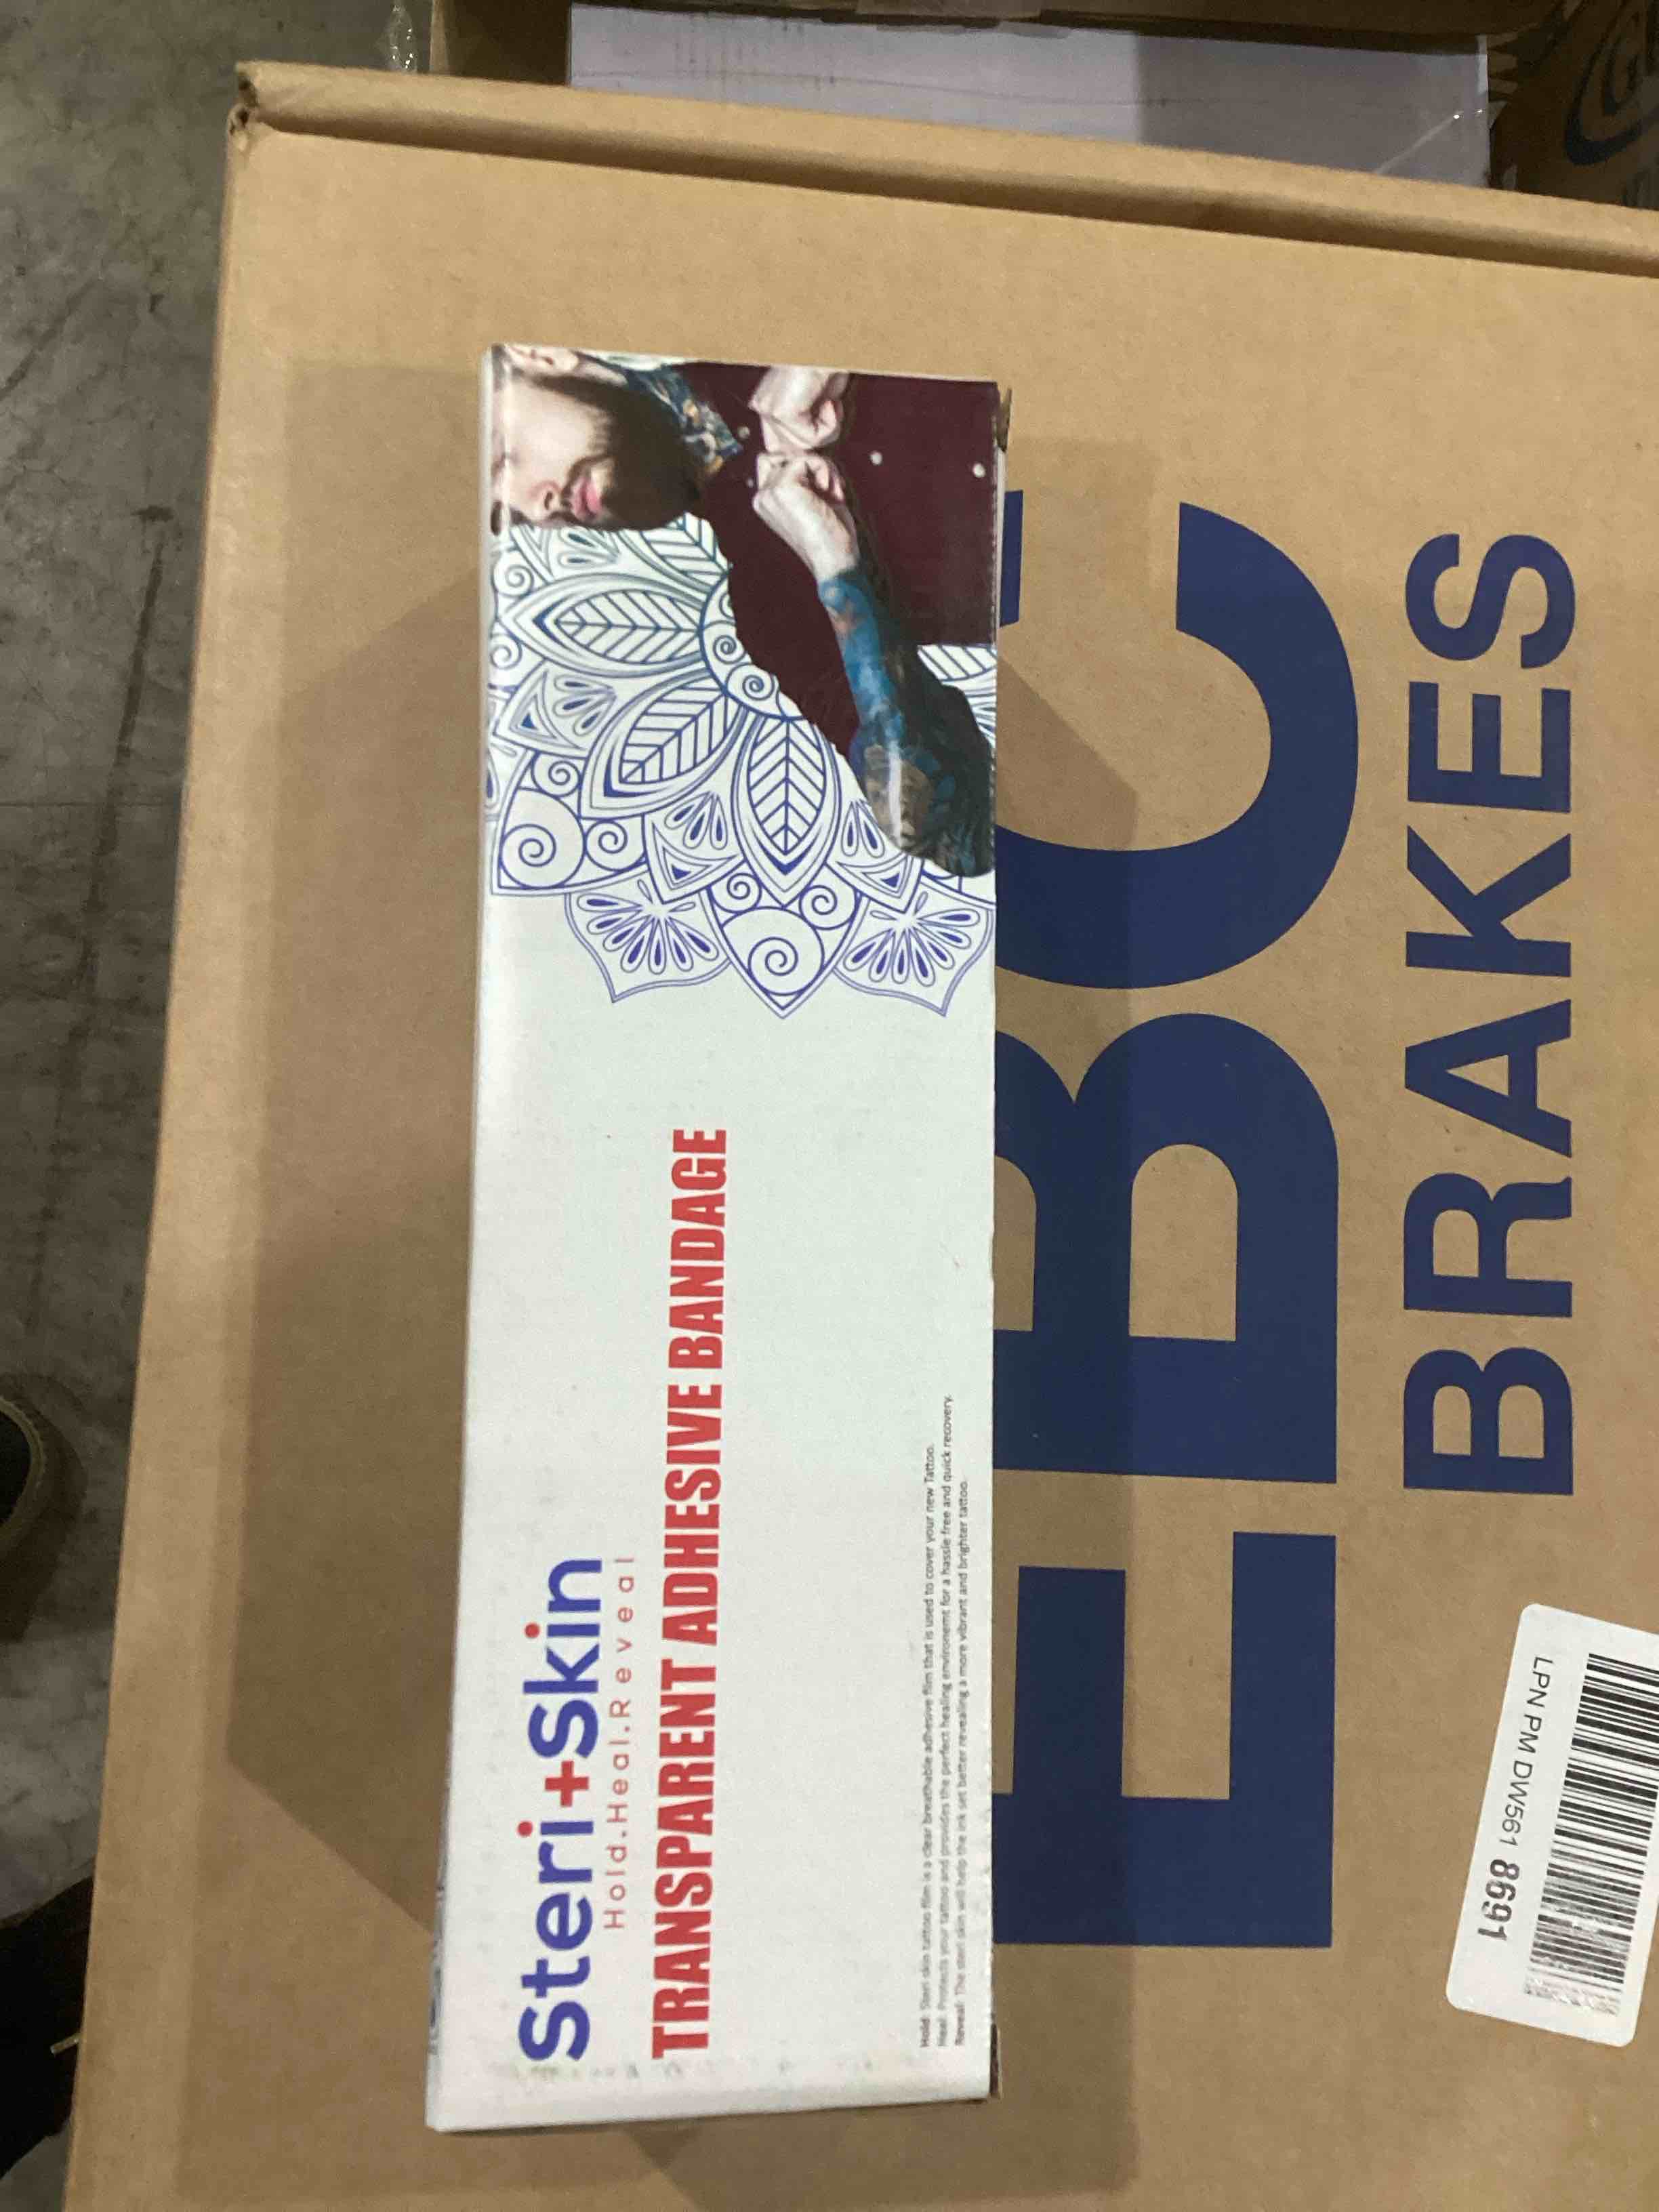 Steri+Skin
Hold.Heal.Reveal
TRANSPARENT ADHESIVE BANDAGE
Hold: Steri skin tattoo film is a clear breathable adhesive film that is used to cover your new Tattoo.
Heal: Protects your tattoo and provides the perfect healing environemt for a hassle free and quick recovery.
Reveal: The steri skin will help the ink set better revealing a more vibrant and brighter tattoo.
EBC
BRAKES
LPN PM DW561 8691